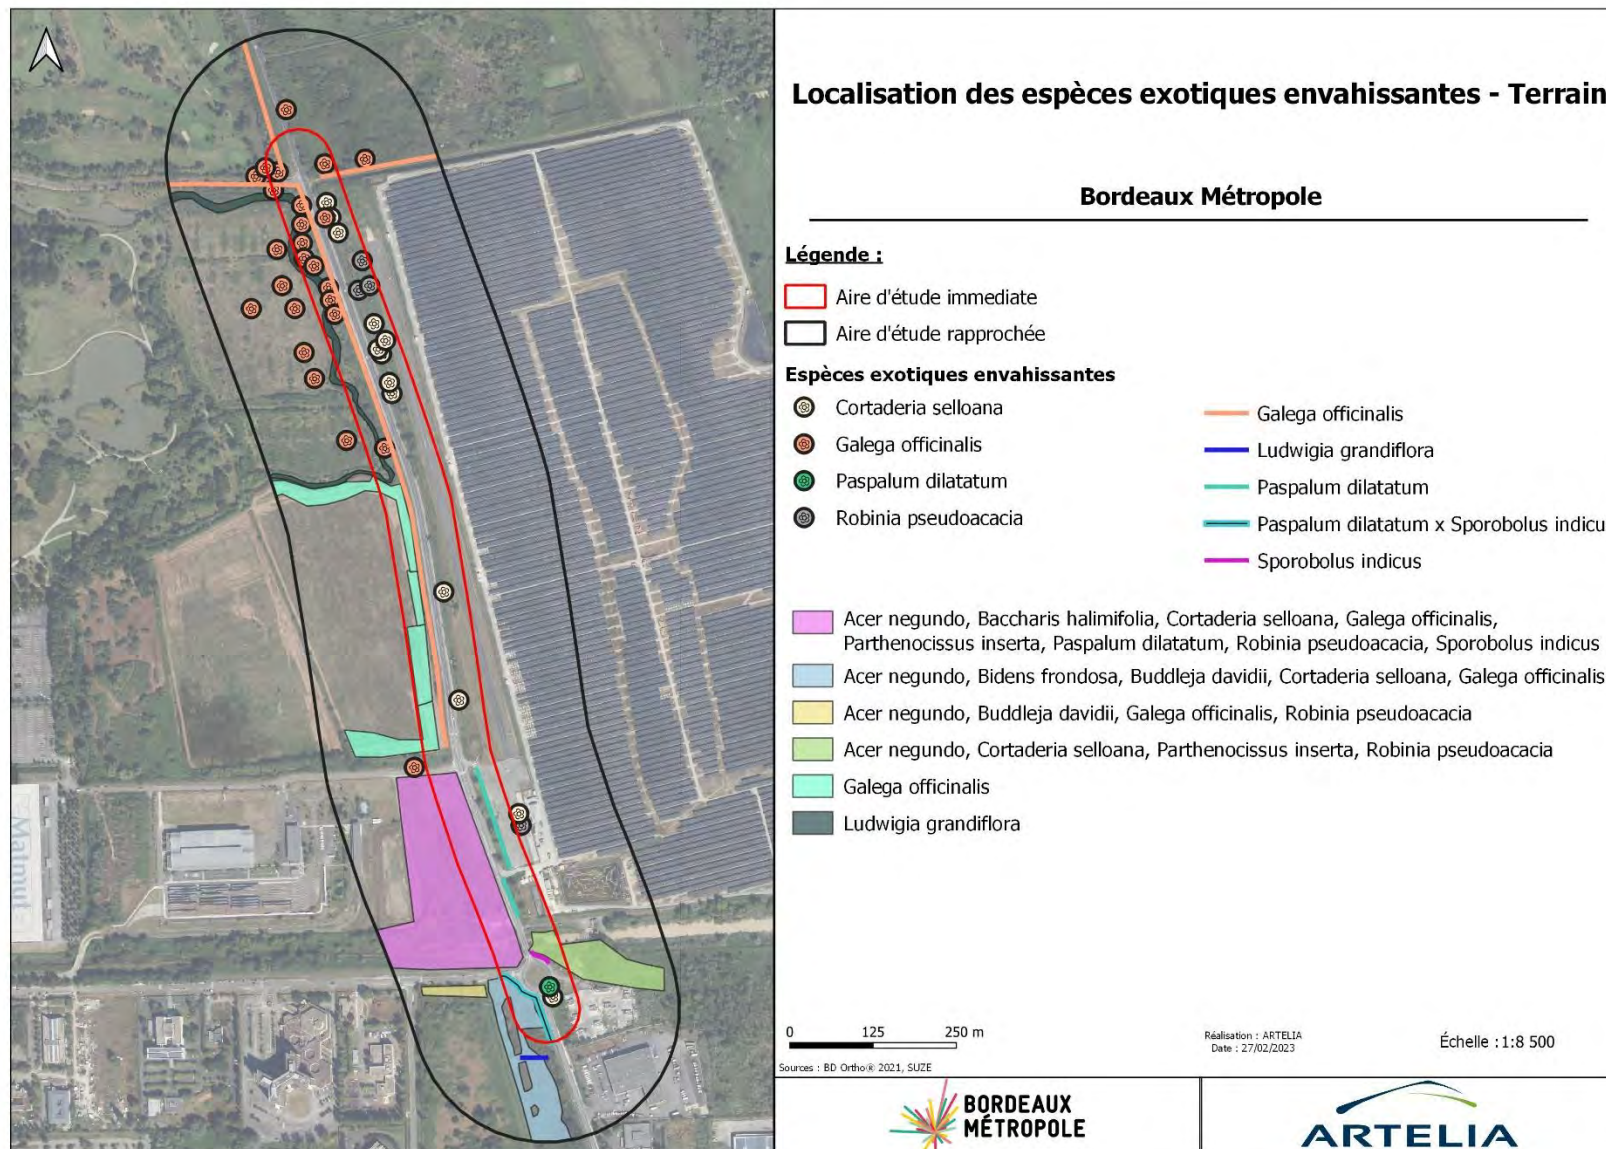 Localisation des espèces exotiques envahissantes - Terrain
Bordeaux Métropole
Légende :
Aire d'étude immediate
Aire d'étude rapprochée
Espèces exotiques envahissantes
Cortaderia selloana
Galega officinalis
Paspalum dilatatum
Robinia pseudoacacia
Galega officinalis
Ludwigia grandiflora
Paspalum dilatatum
Paspalum dilatatum x Sporobolus indicu
Sporobolus indicus
Acer negundo, Baccharis halimifolia, Cortaderia selloana, Galega officinalis,
Parthenocissus inserta, Paspalum dilatatum, Robinia pseudoacacia, Sporobolus indicus
Acer negundo, Bidens frondosa, Buddleja davidii, Cortaderia selloana, Galega officinalis
Acer negundo, Buddleja davidii, Galega officinalis, Robinia pseudoacacia
Acer negundo, Cortaderia selloana, Parthenocissus inserta, Robinia pseudoacacia
Galega officinalis
Ludwigia grandiflora
Matmut
0 125 250 m
Réalisation : ARTELIA
Date : 27/02/2023
Échelle :1:8 500
Sources : BD Ortho® 2021, SUZE
BORDEAUX
MÉTROPOLE
ARTELIA